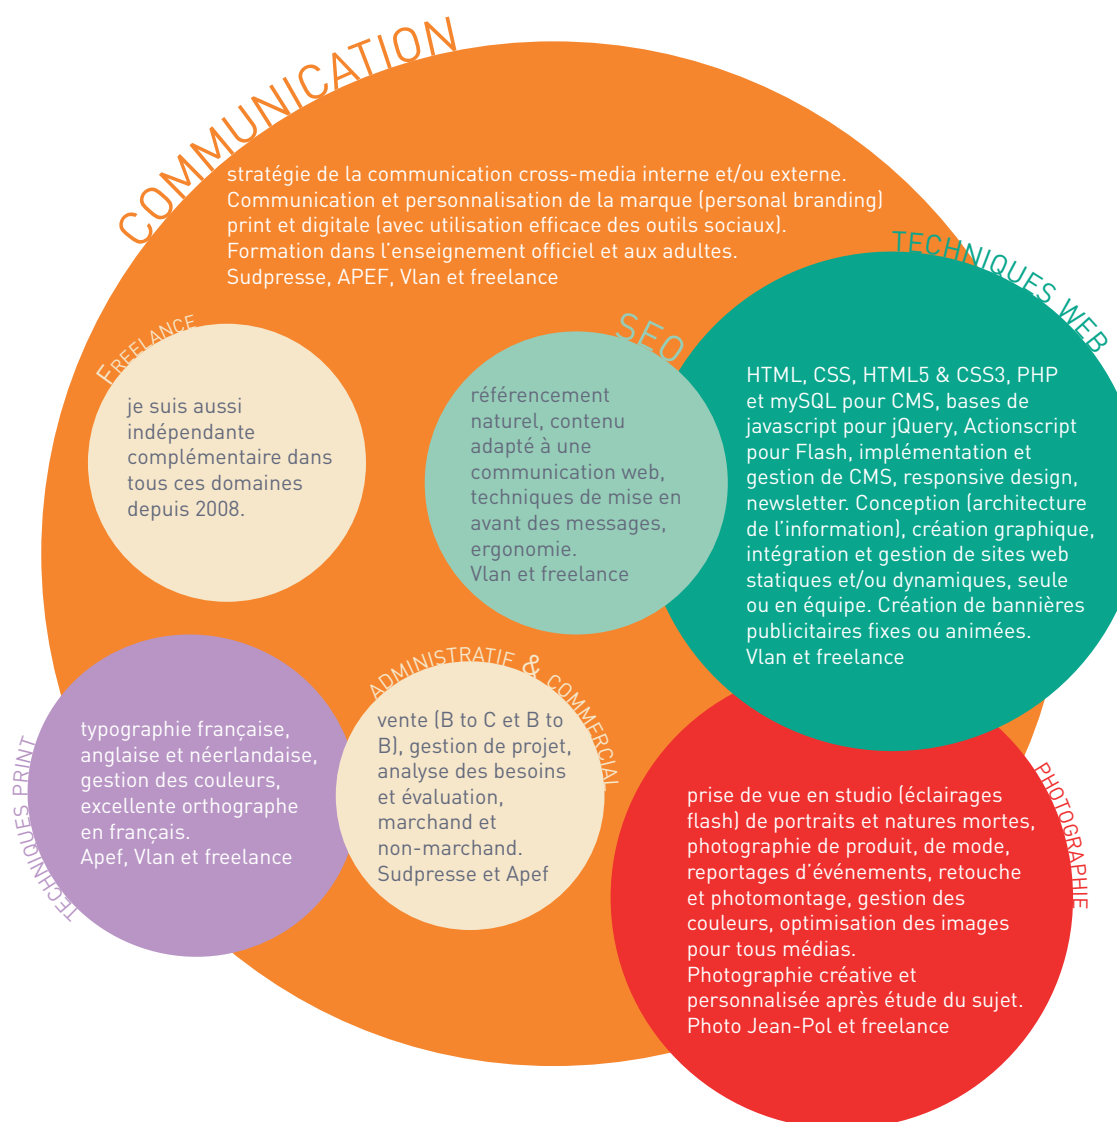 COMMUNICATION
stratégie de la communication cross-media interne et/ou externe.
Communication et personnalisation de la marque (personal branding)
print et digitale (avec utilisation efficace des outils sociaux).
Formation dans l'enseignement officiel et aux adultes.
Sudpresse, APEF, Vlan et freelance
TECHNIQUES WEB
HTML, CSS, HTML5 & CSS3, PHP
et mySQL pour CMS, bases de
javascript pour jQuery, Actionscript
pour Flash, implémentation et
gestion de CMS, responsive design,
newsletter. Conception (architecture
de l'information), création graphique,
intégration et gestion de sites web
statiques et/ou dynamiques, seule
ou en équipe. Création de bannières
publicitaires fixes ou animées.
Vlan et freelance
FREELANCE
je suis aussi
indépendante
complémentaire dans
tous ces domaines
depuis 2008.
SEO
référencement
naturel, contenu
adapté à une
communication web,
techniques de mise en
avant des messages,
ergonomie.
Vlan et freelance
TECHNIQUES PRINT
typographie française,
anglaise et néerlandaise,
gestion des couleurs,
excellente orthographe
en français.
Apef, Vlan et freelance
ADMINISTRATIF & COMMERCIAL
vente (B to C et B to
B), gestion de projet,
analyse des besoins
et évaluation,
marchand et
non-marchand.
Sudpresse et Apef
PHOTOGRAPHIE
prise de vue en studio (éclairages
flash) de portraits et natures mortes,
photographie de produit, de mode,
reportages d'événements, retouche
et photomontage, gestion des
couleurs, optimisation des images
pour tous médias.
Photographie créative et
personnalisée après étude du sujet.
Photo Jean-Pol et freelance